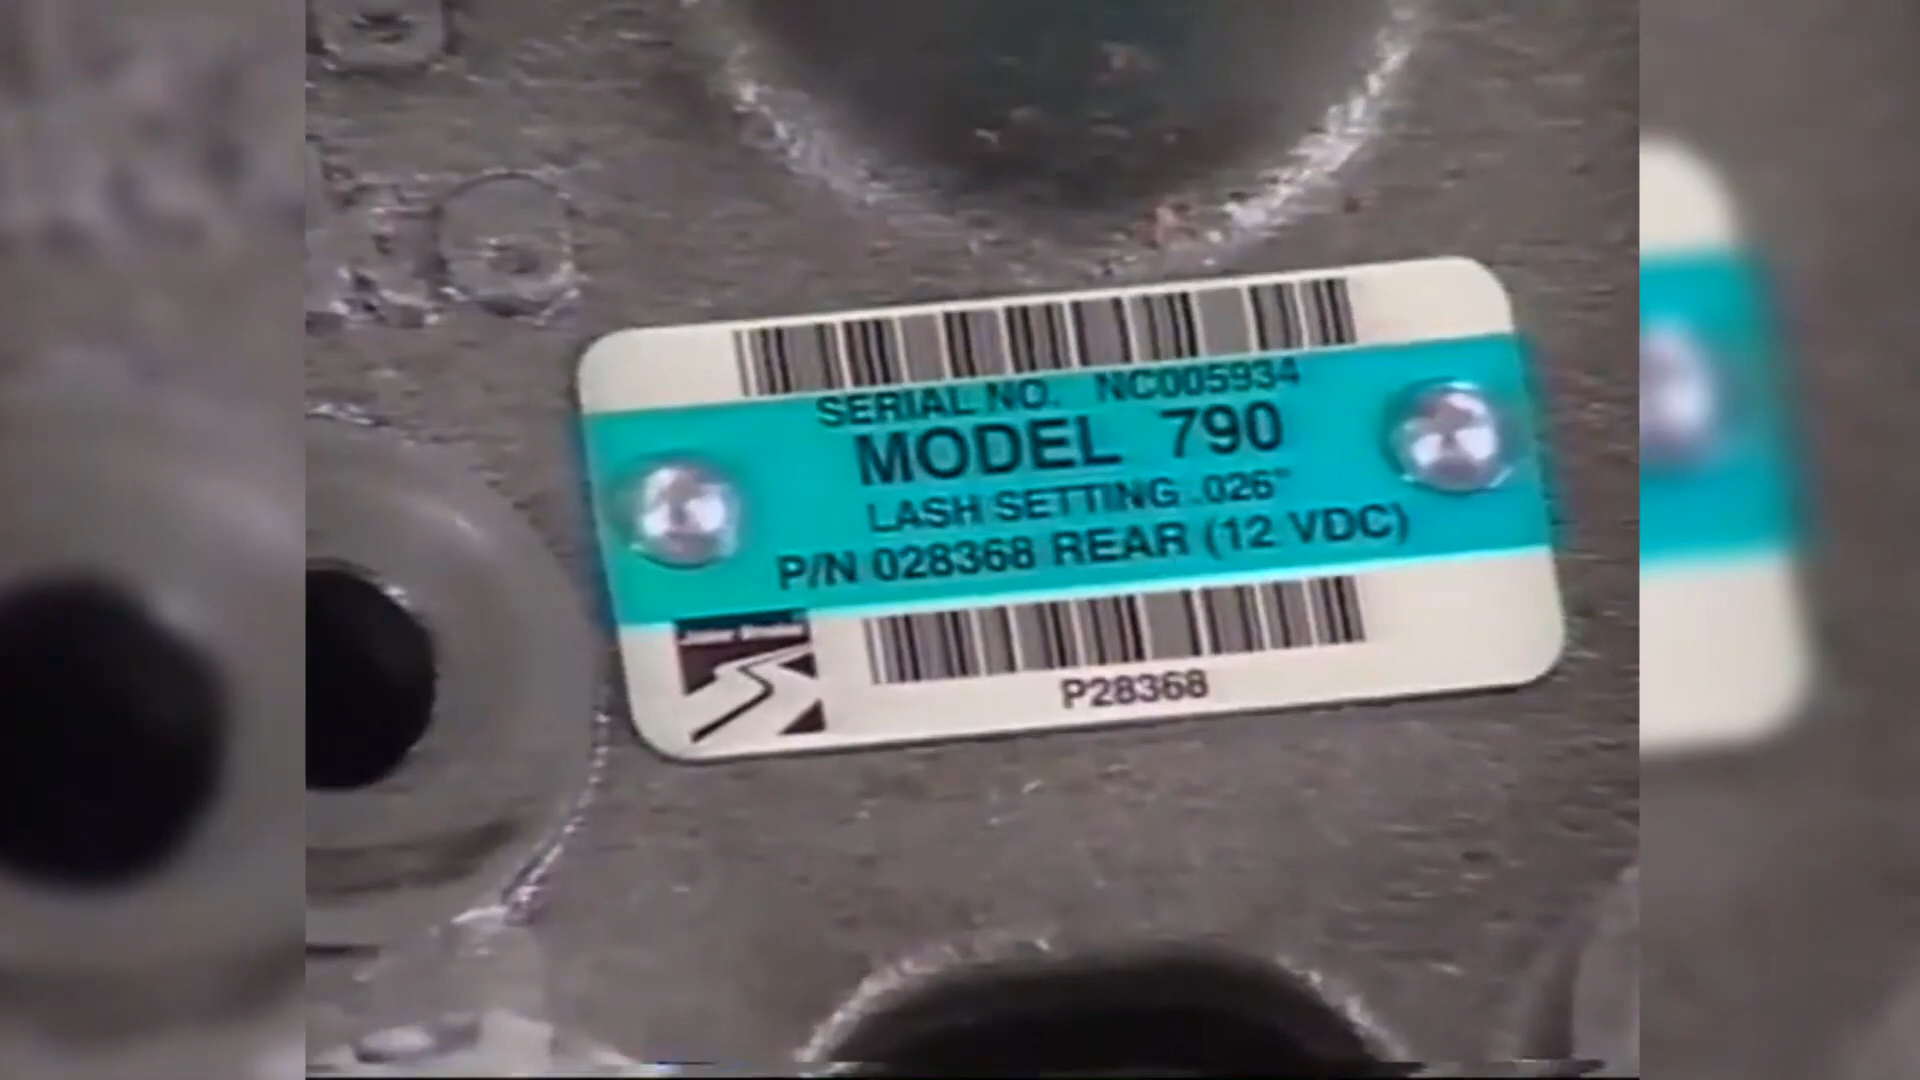 SERIAL NO. NC005934
MODEL 790
LASH SETTING .026"
P/N 028368 REAR (12 VDC)
P28368